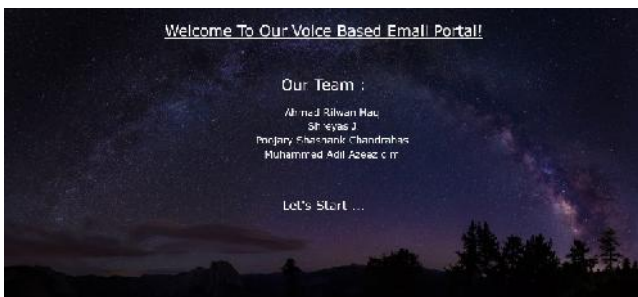 Welcome To Our Voice Based Email Portal!
Our Team :
Ahmad Rilwan Haq
Shreyas J
Poojary Shashank Chandrahas
Muhammed Adil Azeez c m
Let's Start ...